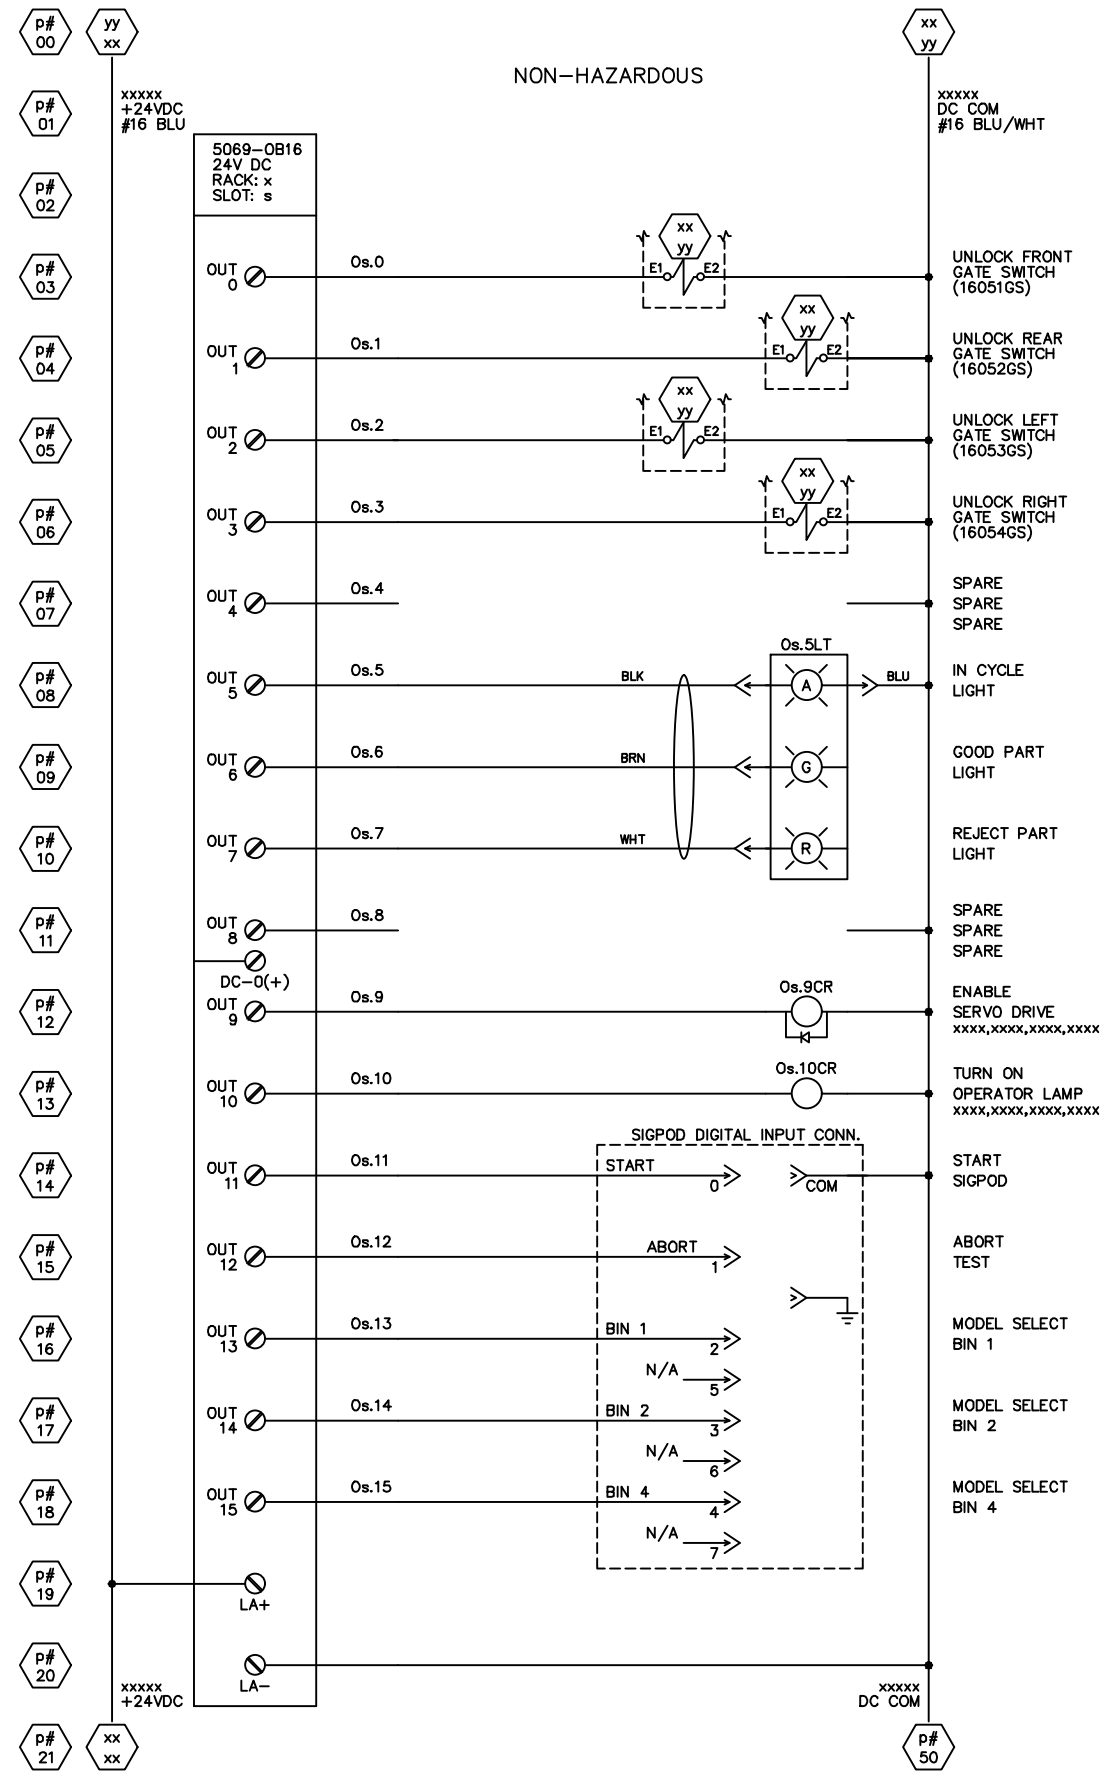 p#
00
yy
xx
xx
yy
NON-HAZARDOUS
p#
01
xxxxx
+24VDC
#16 BLU
xxxxx
DC COM
#16 BLU/WHT
5069-OB16
24V DC
RACK: x
SLOT: s
p#
02
p#
03
OUT
0
Os.0
xx
yy
E1
E2
UNLOCK FRONT
GATE SWITCH
(16051GS)
p#
04
OUT
1
Os.1
xx
yy
E1
E2
UNLOCK REAR
GATE SWITCH
(16052GS)
p#
05
OUT
2
Os.2
xx
yy
E1
E2
UNLOCK LEFT
GATE SWITCH
(16053GS)
p#
06
OUT
3
Os.3
xx
yy
E1
E2
UNLOCK RIGHT
GATE SWITCH
(16054GS)
p#
07
OUT
4
Os.4
SPARE
SPARE
SPARE
p#
08
OUT
5
Os.5
BLK
Os.5LT
A
BLU
IN CYCLE
LIGHT
p#
09
OUT
6
Os.6
BRN
G
GOOD PART
LIGHT
p#
10
OUT
7
Os.7
WHT
R
REJECT PART
LIGHT
p#
11
OUT
8
Os.8
SPARE
SPARE
SPARE
DC-0(+)
p#
12
OUT
9
Os.9
Os.9CR
ENABLE
SERVO DRIVE
xxxx,xxxx,xxxx,xxxx
p#
13
OUT
10
Os.10
Os.10CR
TURN ON
OPERATOR LAMP
xxxx,xxxx,xxxx,xxxx
SIGPOD DIGITAL INPUT CONN.
p#
14
OUT
11
Os.11
START
0
COM
START
SIGPOD
p#
15
OUT
12
Os.12
ABORT
1
ABORT
TEST
p#
16
OUT
13
Os.13
BIN 1
2
MODEL SELECT
BIN 1
N/A
5
p#
17
OUT
14
Os.14
BIN 2
3
MODEL SELECT
BIN 2
N/A
6
p#
18
OUT
15
Os.15
BIN 4
4
MODEL SELECT
BIN 4
N/A
7
p#
19
LA+
p#
20
LA-
xxxxx
+24VDC
xxxxx
DC COM
p#
21
xx
xx
p#
50